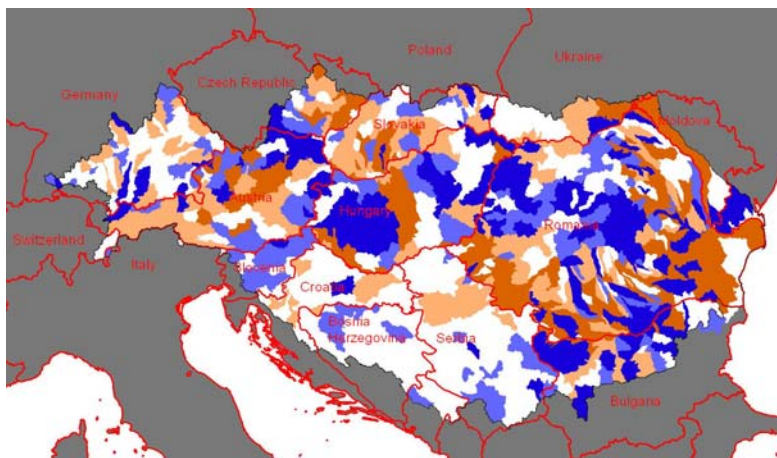 Poland
Ukraine
Czech Republic
Germany
Slovakia
Moldova
Austria
Hungary
Romania
Switzerland
Italy
Slovenia
Croatia
Bosnia
Herzegovina
Serbia
Bulgaria